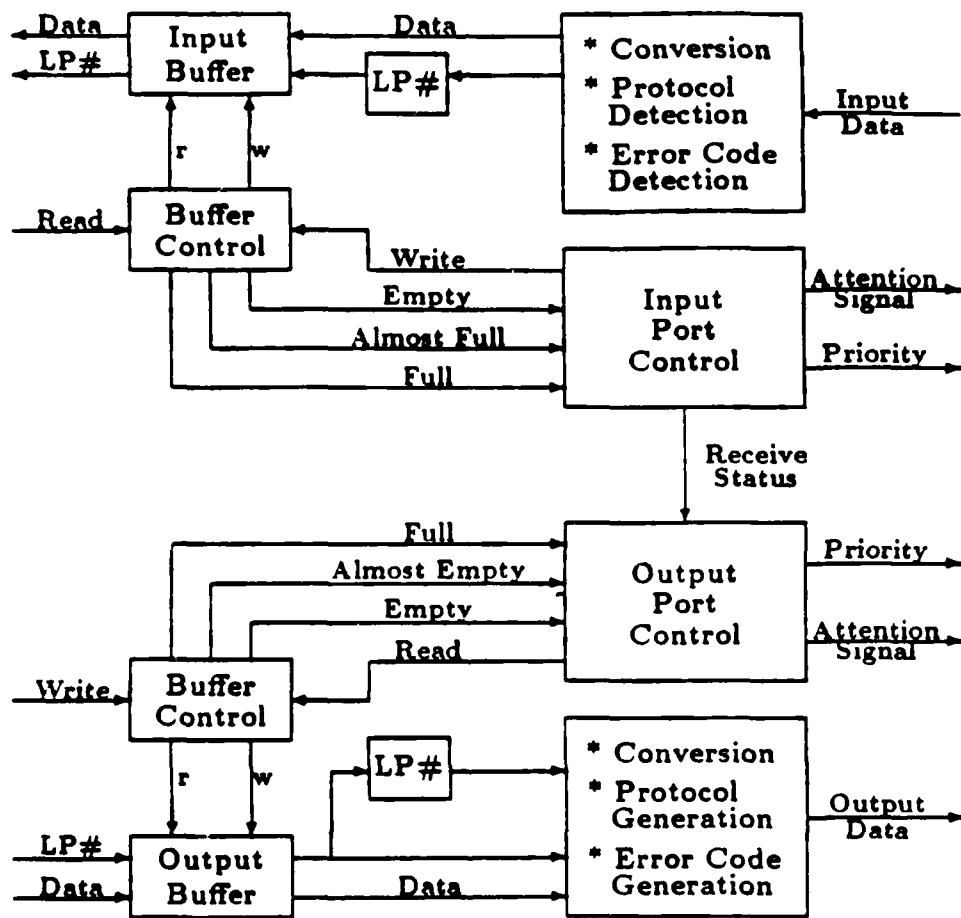 Data
LP#
Input
Buffer
Data
LP#
* Conversion
* Protocol
Detection
* Error Code
Detection
Input
Data
r
w
Read
Buffer
Control
Write
Empty
Almost Full
Full
Input
Port
Control
Attention
Signal
Priority
Receive
Status
Full
Almost Empty
Empty
Read
Output
Port
Control
Priority
Attention
Signal
Write
Buffer
Control
r
w
LP#
* Conversion
* Protocol
Generation
* Error Code
Generation
Output
Data
LP#
Data
Output
Buffer
Data